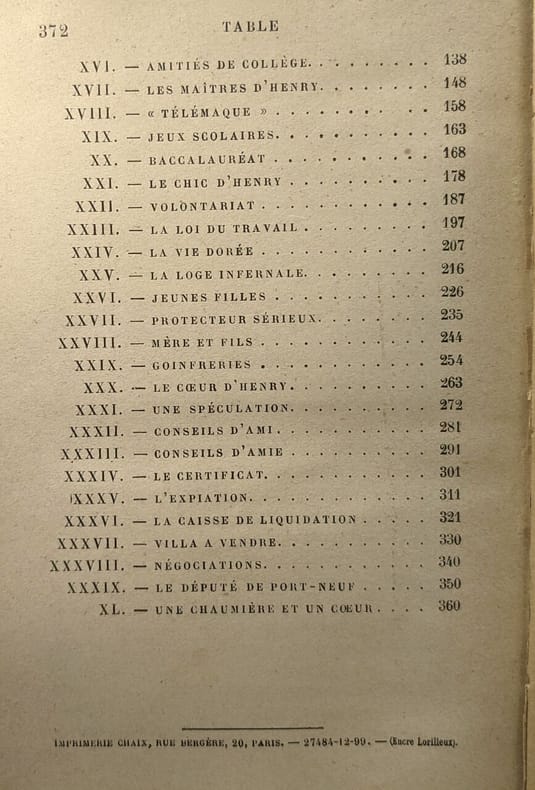 372 TABLE
XVI. — AMITIÉS DE COLLÈGE. . . . . . . . . 138
XVII. — LES MAÎTRES D'HENRY. . . . . . . . 148
XVIII. — « TÉLÉMAQUE » . . . . . . . . . . . 158
XIX. — JEUX SCOLAIRES. . . . . . . . . . . 163
XX. — BACCALAURÉAT . . . . . . . . . . . 168
XXI. — LE CHIC D'HENRY . . . . . . . . . . 178
XXII. — VOLONTARIAT . . . . . . . . . . . . 187
XXIII. — LA LOI DU TRAVAIL . . . . . . . . . 197
XXIV. — LA VIE DORÉE . . . . . . . . . . . . 207
XXV. — LA LOGE INFERNALE. . . . . . . . . 216
XXVI. — JEUNES FILLES . . . . . . . . . . . 226
XXVII. — PROTECTEUR SÉRIEUX. . . . . . . . 235
XXVIII. — MÈRE ET FILS . . . . . . . . . . . . 244
XXIX. — GOINFRERIES . . . . . . . . . . . . 254
XXX. — LE CŒUR D'HENRY. . . . . . . . . . 263
XXXI. — UNE SPÉCULATION. . . . . . . . . . 272
XXXII. — CONSEILS D'AMI. . . . . . . . . . . 281
XXXIII. — CONSEILS D'AMIE . . . . . . . . . . 291
XXXIV. — LE CERTIFICAT. . . . . . . . . . . . 301
XXXV. — L'EXPIATION. . . . . . . . . . . . . 311
XXXVI. — LA CAISSE DE LIQUIDATION . . . . . 321
XXXVII. — VILLA A VENDRE. . . . . . . . . . . 330
XXXVIII. — NÉGOCIATIONS. . . . . . . . . . . . 340
XXXIX. — LE DÉPUTÉ DE PORT-NEUF . . . . . 350
XL. — UNE CHAUMIÈRE ET UN CŒUR. . . . 360
IMPRIMERIE CHAIX, RUE BERGÈRE, 20, PARIS. — 27484-12-99. — (Encre Lorilleux).